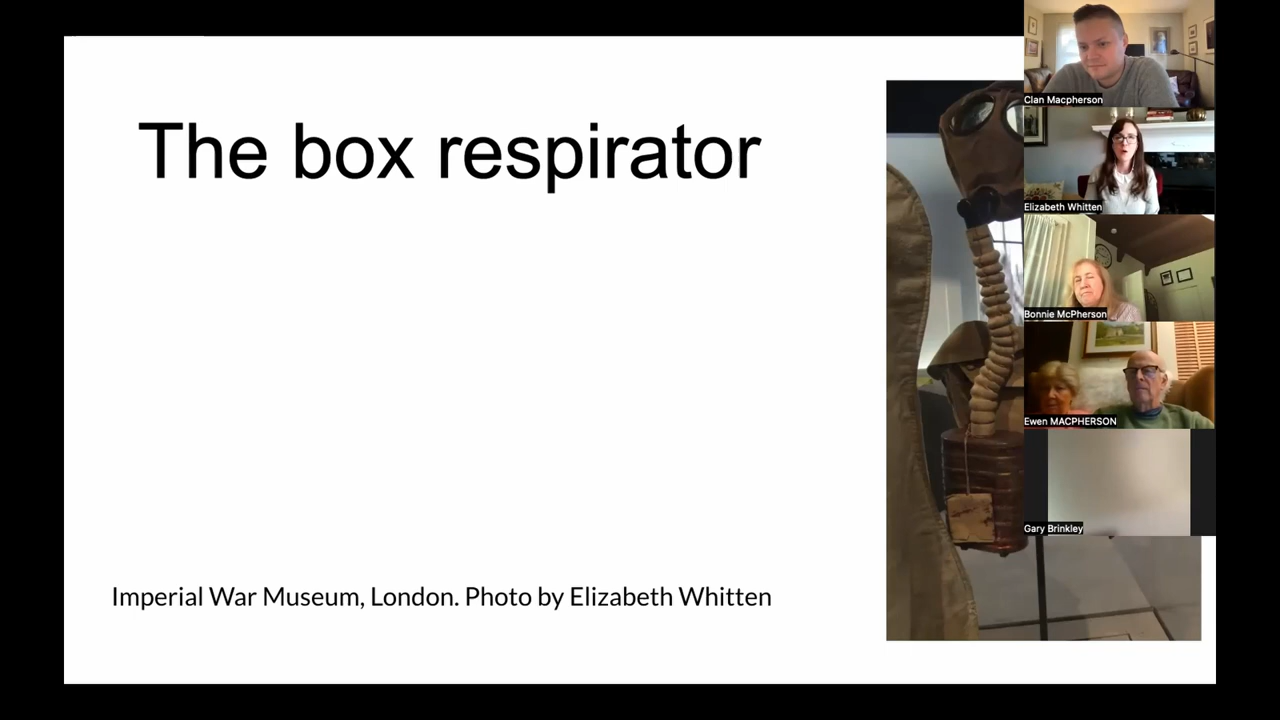 The box respirator
Imperial War Museum, London. Photo by Elizabeth Whitten
Clan Macpherson
Elizabeth Whitten
Bonnie McPherson
Ewen MACPHERSON
Gary Brinkley